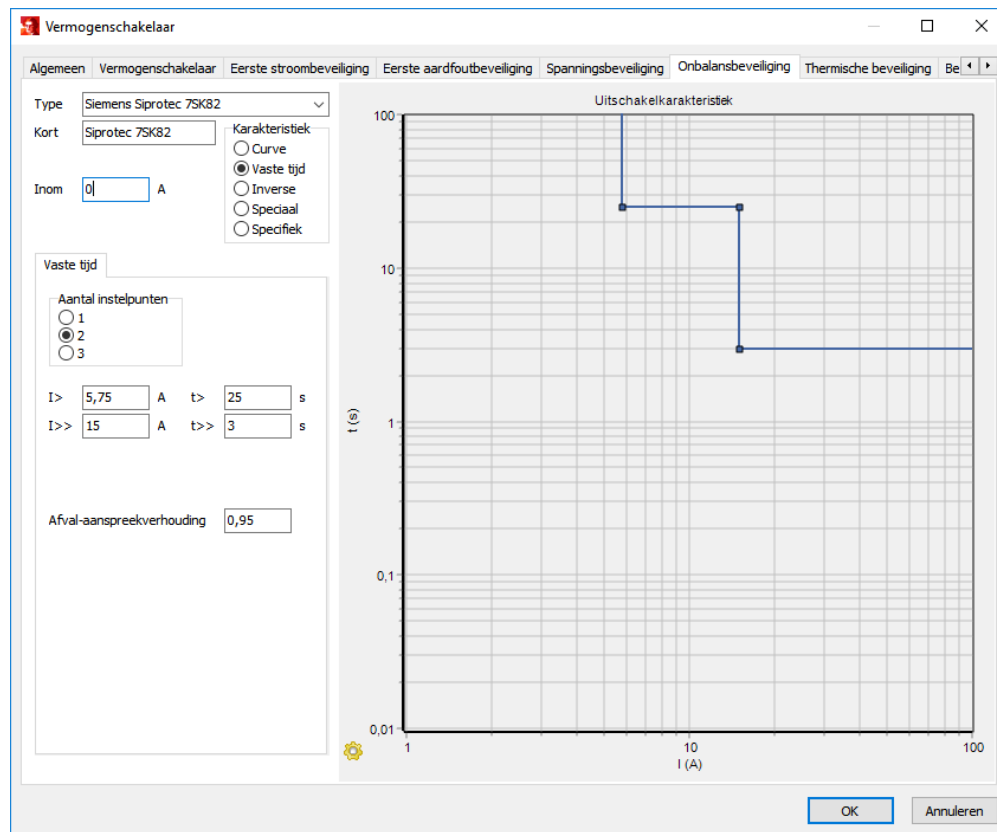 Vermogenschakelaar
Algemeen Vermogenschakelaar Eerste stroombeveiliging Eerste aardfoutbeveiliging Spanningsbeveiliging Onbalansbeveiliging Thermische beveiliging Be
Type Siemens Siprotec 7SK82
Kort Siprotec 7SK82
Inom 0 A
Karakteristiek
Curve
Vaste tijd
Inverse
Speciaal
Specifiek
Vaste tijd
Aantal instelpunten
1
2
3
I> 5,75 A t> 25 s
I>> 15 A t>> 3 s
Afval-aanspreekverhouding 0,95
Uitschakelkarakteristiek
100
10
1
0,1
0,01
t (s)
1 10 100
I (A)
OK Annuleren